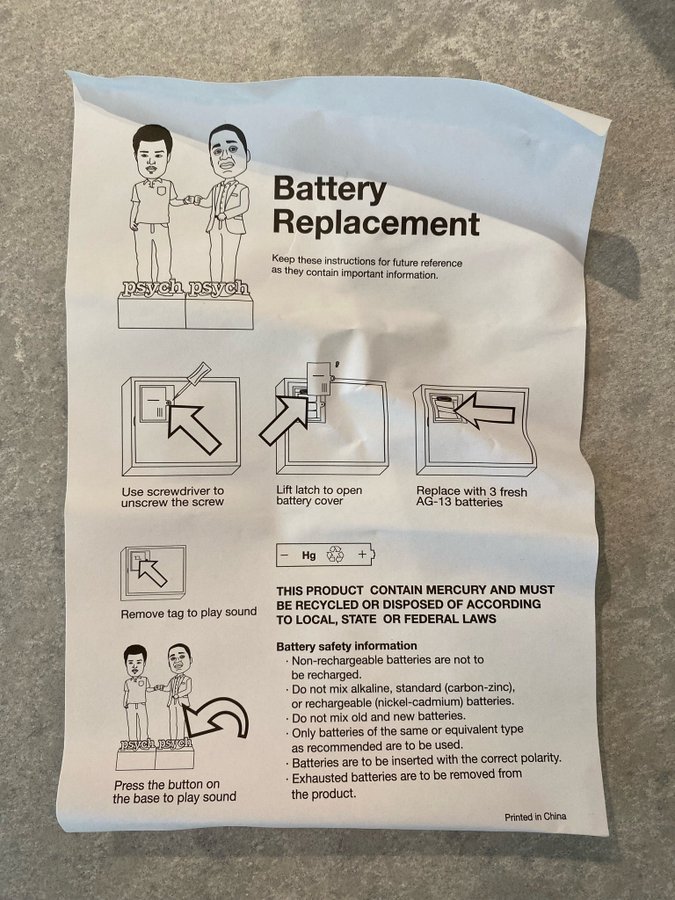 Battery
Replacement
Keep these instructions for future reference
as they contain important information.
psych psych
Use screwdriver to
unscrew the screw
Lift latch to open
battery cover
Replace with 3 fresh
AG-13 batteries
Remove tag to play sound
psych psych
Press the button on
the base to play sound
− Hg +
THIS PRODUCT CONTAIN MERCURY AND MUST
BE RECYCLED OR DISPOSED OF ACCORDING
TO LOCAL, STATE OR FEDERAL LAWS
Battery safety information
· Non-rechargeable batteries are not to
be recharged.
· Do not mix alkaline, standard (carbon-zinc),
or rechargeable (nickel-cadmium) batteries.
· Do not mix old and new batteries.
· Only batteries of the same or equivalent type
as recommended are to be used.
· Batteries are to be inserted with the correct polarity.
· Exhausted batteries are to be removed from
the product.
Printed in China